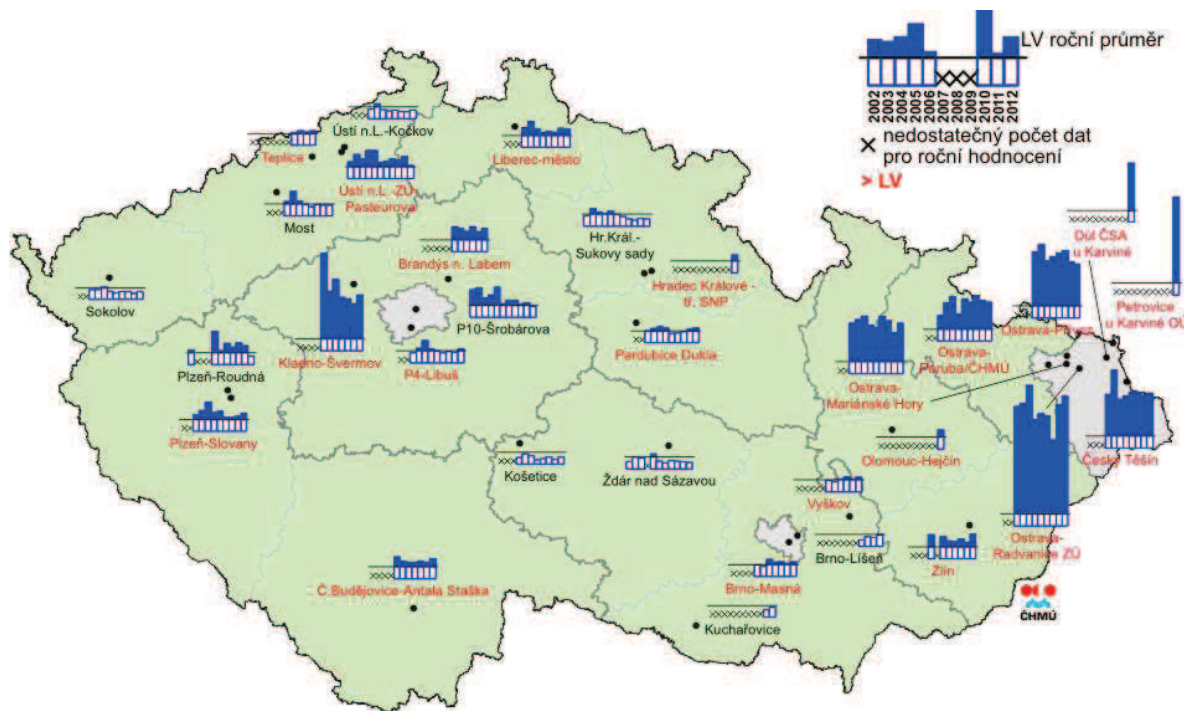 LV roční průměr
2002
2003
2004
2005
2006
2007
2008
2009
2010
2011
2012
nedostatečný počet dat
pro roční hodnocení
> LV
Ústí n.L.-Kočkov
Teplice
Liberec-město
Ústí n.L.-ZÚ-
Pasteurova
Most
Hr.Král.-
Sukovy sady
Důl ČSA
u Karviné
Brandýs n. Labem
Hradec Králové -
tř. SNP
Petrovice
u Karviné OÚ
Sokolov
P10-Šrobárova
Ostrava-Přívoz
Plzeň-Roudná
Kladno-Švermov
P4-Libuš
Pardubice Dukla
Ostrava-
Poruba/ČHMÚ
Ostrava-
Mariánské Hory
Plzeň-Slovany
Olomouc-Hejčín
Český Těšín
Košetice
Ždár nad Sázavou
Vyškov
Ostrava-
Radvanice ZÚ
Brno-Líšeň
Zlín
Č.Budějovice-Antala Staška
Brno-Masná
Kuchařovice
ČHMÚ